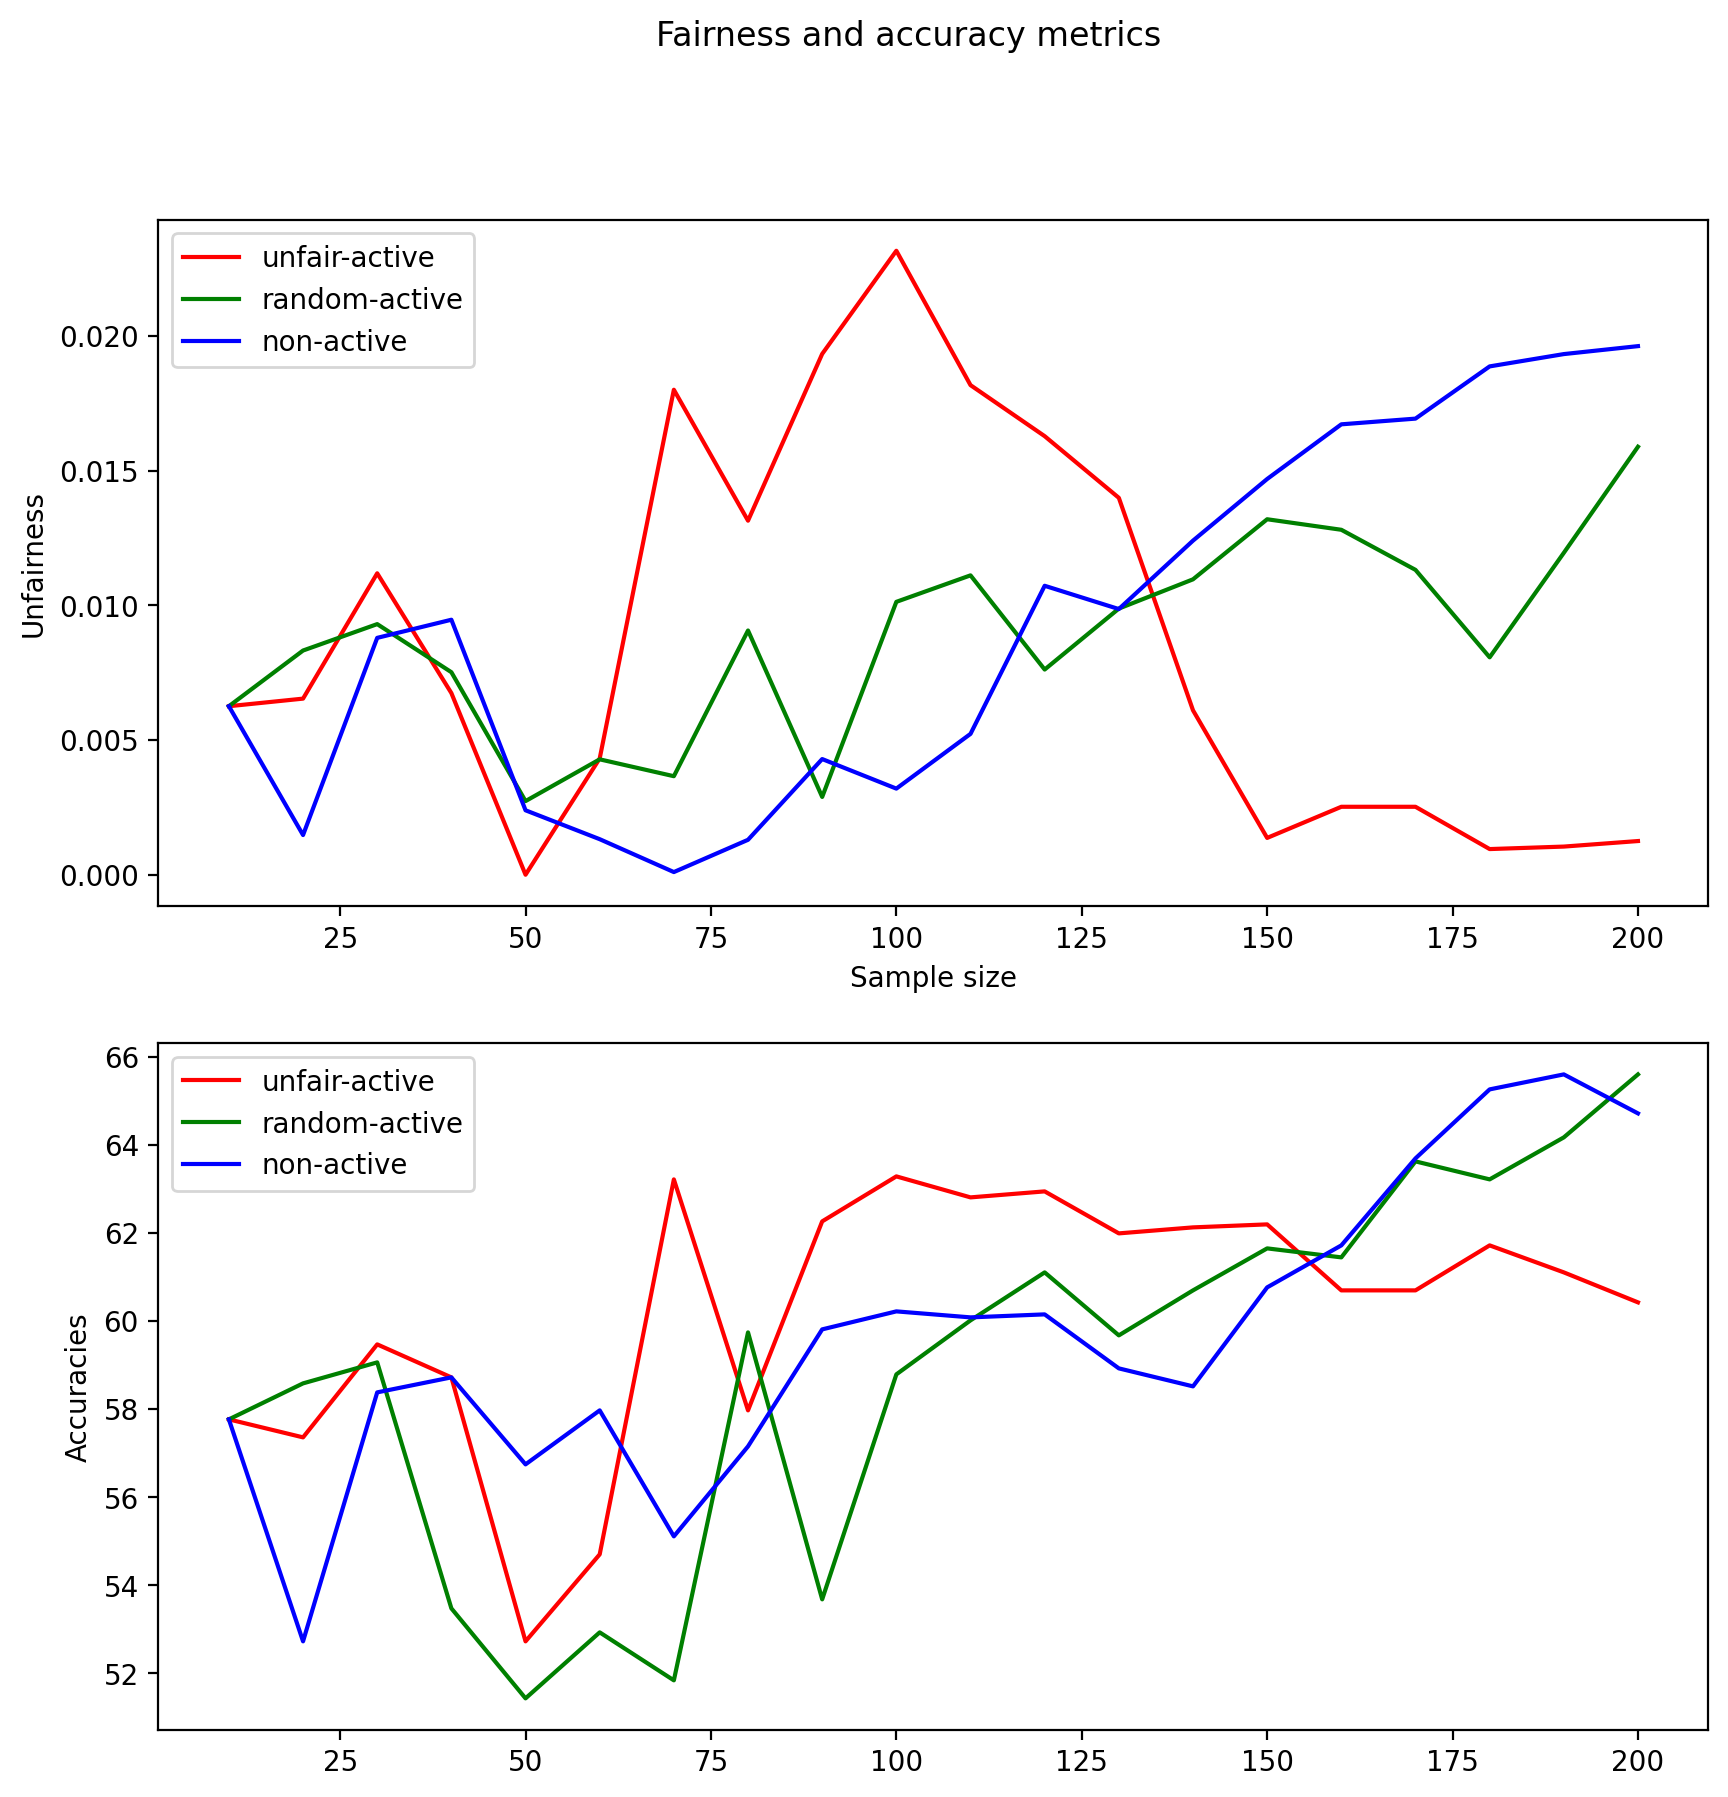 Fairness and accuracy metrics
unfair-active
random-active
non-active
Unfairness
0.020
0.015
0.010
0.005
0.000
25 50 75 100 125 150 175 200
Sample size
unfair-active
random-active
non-active
Accuracies
66
64
62
60
58
56
54
52
25 50 75 100 125 150 175 200